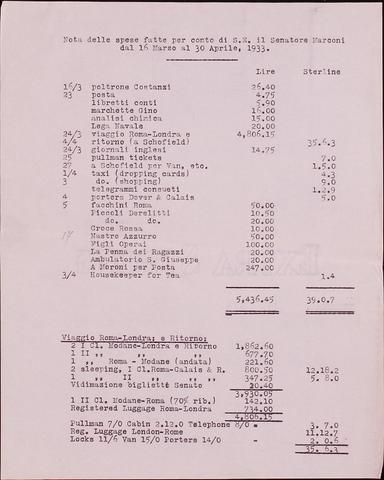 Nota delle spese fatte per conto di S.E. il Senatore Marconi
dal 16 Marzo al 30 Aprile, 1933.
Lire Sterline
16/3 poltrone Costanzi 26.40
23 posta 4.75
libretti conti 5.90
marchette Gino 16.00
analisi chimica 15.00
Lega Navale 20.00
24/3 viaggio Roma-Londra e 4,806.15
4/4 ritorno (a Schofield) 35.6.3
24/3 giornali inglesi 14.75
25 pullman tickets 7.0
27 a Schofield per Van, etc. 1.5.0
1/4 taxi (dropping cards) 4.3
3 do. (shopping) 9.0
telegrammi consueti 1.2.9
4 porters Dover & Calais 5.0
5 facchini Roma 50.00
Piccoli Derelitti 10.50
do. do. 20.00
Croce Rossa 10.00
Nastro Azzurro 50.00
Figli Operai 100.00
La Penna dei Ragazzi 20.00
Ambulatorio S. Giuseppe 20.00
A Moroni per Posta 247.00
3/4 Housekeeper for Tea 1.4
5,436.45 39.0.7
Viaggio Roma-Londra; e Ritorno:
2 I Cl. Modane-Londra e Ritorno 1,862.60
1 II ,, ,, ,, 677.70
1 ,, Roma - Modane (andata) 221.60
2 sleeping, I Cl.Roma-Calais & R. 800.50 12.18.2
1 ,, II ,, ,, ,, 347.25 5. 8.0
Vidimazione biglietto Senato 20.40
3,930.05
1 II Cl. Modane-Roma (70% rib.) 142.10
Registered Luggage Roma-Londra 734.00
4,806.15
Pullman 7/0 Cabin 2.12.0 Telephone 8/0 = 3. 7.0
Reg. Luggage London-Rome 11.12.7
Locks 11/6 Van 15/0 Porters 14/0 = 2. 0.6
35. 6.3